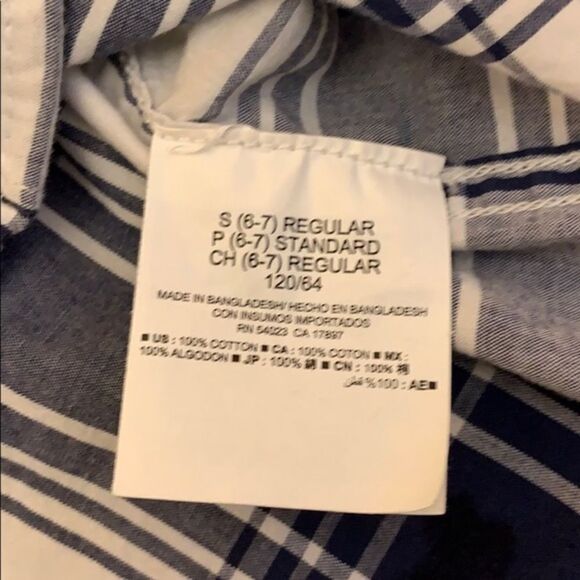 S (6-7) REGULAR
P (6-7) STANDARD
CH (6-7) REGULAR
120/64
MADE IN BANGLADESH/ HECHO EN BANGLADESH
CON INSUMOS IMPORTADOS
RN 54023 CA 17897
■ US : 100% COTTON ■ CA : 100% COTON ■ MX :
100% ALGODON ■ JP : 100% 綿 ■ CN : 100% 棉
■AE : 100% قطن